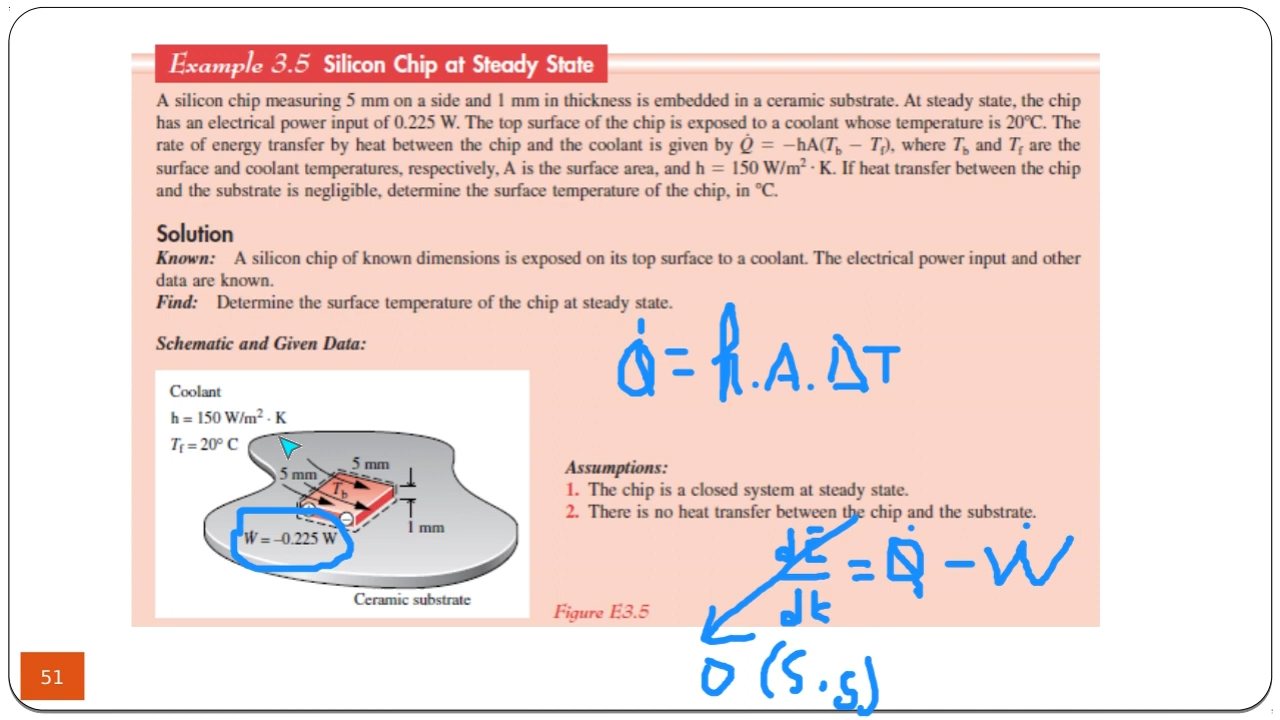 Example 3.5 Silicon Chip at Steady State
A silicon chip measuring 5 mm on a side and 1 mm in thickness is embedded in a ceramic substrate. At steady state, the chip
has an electrical power input of 0.225 W. The top surface of the chip is exposed to a coolant whose temperature is 20°C. The
rate of energy transfer by heat between the chip and the coolant is given by Q̇ = −hA(Tb − Tf), where Tb and Tf are the
surface and coolant temperatures, respectively, A is the surface area, and h = 150 W/m² · K. If heat transfer between the chip
and the substrate is negligible, determine the surface temperature of the chip, in °C.
Solution
Known: A silicon chip of known dimensions is exposed on its top surface to a coolant. The electrical power input and other
data are known.
Find: Determine the surface temperature of the chip at steady state.
Schematic and Given Data:
Q̇ = h.A.ΔT
Coolant
h = 150 W/m² · K
Tf = 20° C
5 mm
5 mm
Tb
+
−
1 mm
Ẇ = −0.225 W
Ceramic substrate
Assumptions:
1. The chip is a closed system at steady state.
2. There is no heat transfer between the chip and the substrate.
dE/dt = Q̇ − Ẇ
Figure E3.5
0 (S.S)
51